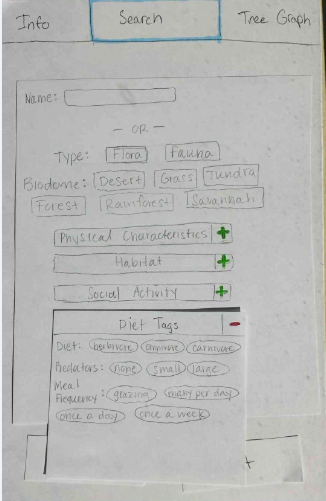 Info Search Tree Graph
Name:
- OR -
Type: Flora Fauna
Biodome: Desert Grass Tundra
Forest Rainforest Savannah
Physical Characteristics +
Habitat +
Social Activity +
Diet Tags -
Diet: herbivore omnivore carnivore
Predators: none small large
Meal
Frequency: grazing many per day
once a day once a week